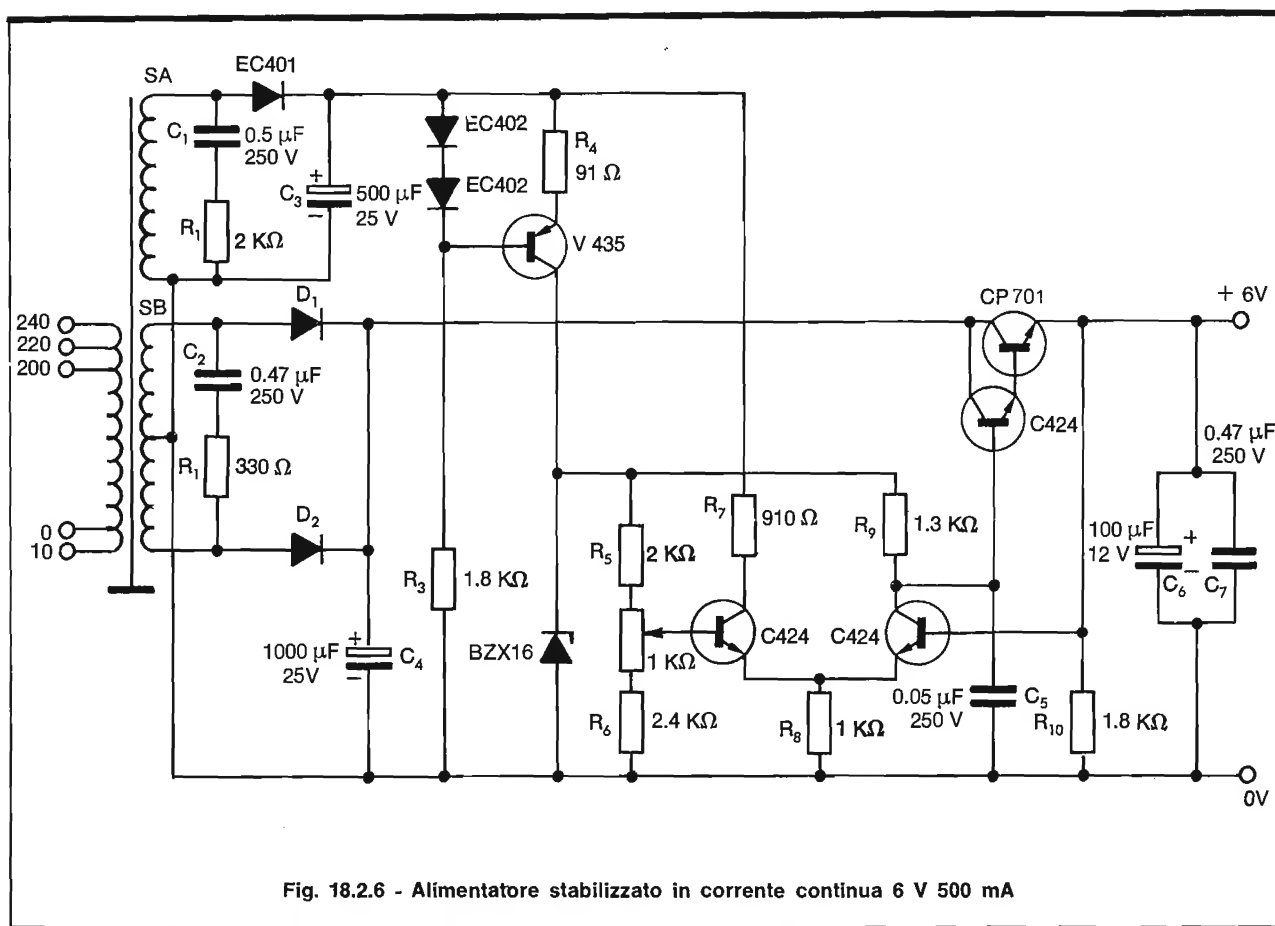 SA
EC401
C1
0.5 µF
250 V
R1
2 KΩ
+
C3
−
500 µF
25 V
EC402
EC402
R4
91 Ω
V 435
SB
D1
240
220
200
C2
0.47 µF
250 V
R1
330 Ω
0
10
D2
CP 701
+ 6V
C424
0.47 µF
250 V
100 µF
12 V
+
−
C6
C7
R3
1.8 KΩ
1000 µF
25V
+
−
C4
BZX16
R5
2 KΩ
1 KΩ
R6
2.4 KΩ
R7
910 Ω
C424
R9
1.3 KΩ
C424
R8
1 KΩ
0.05 µF
250 V
C5
R10
1.8 KΩ
0V
Fig. 18.2.6 - Alimentatore stabilizzato in corrente continua 6 V 500 mA